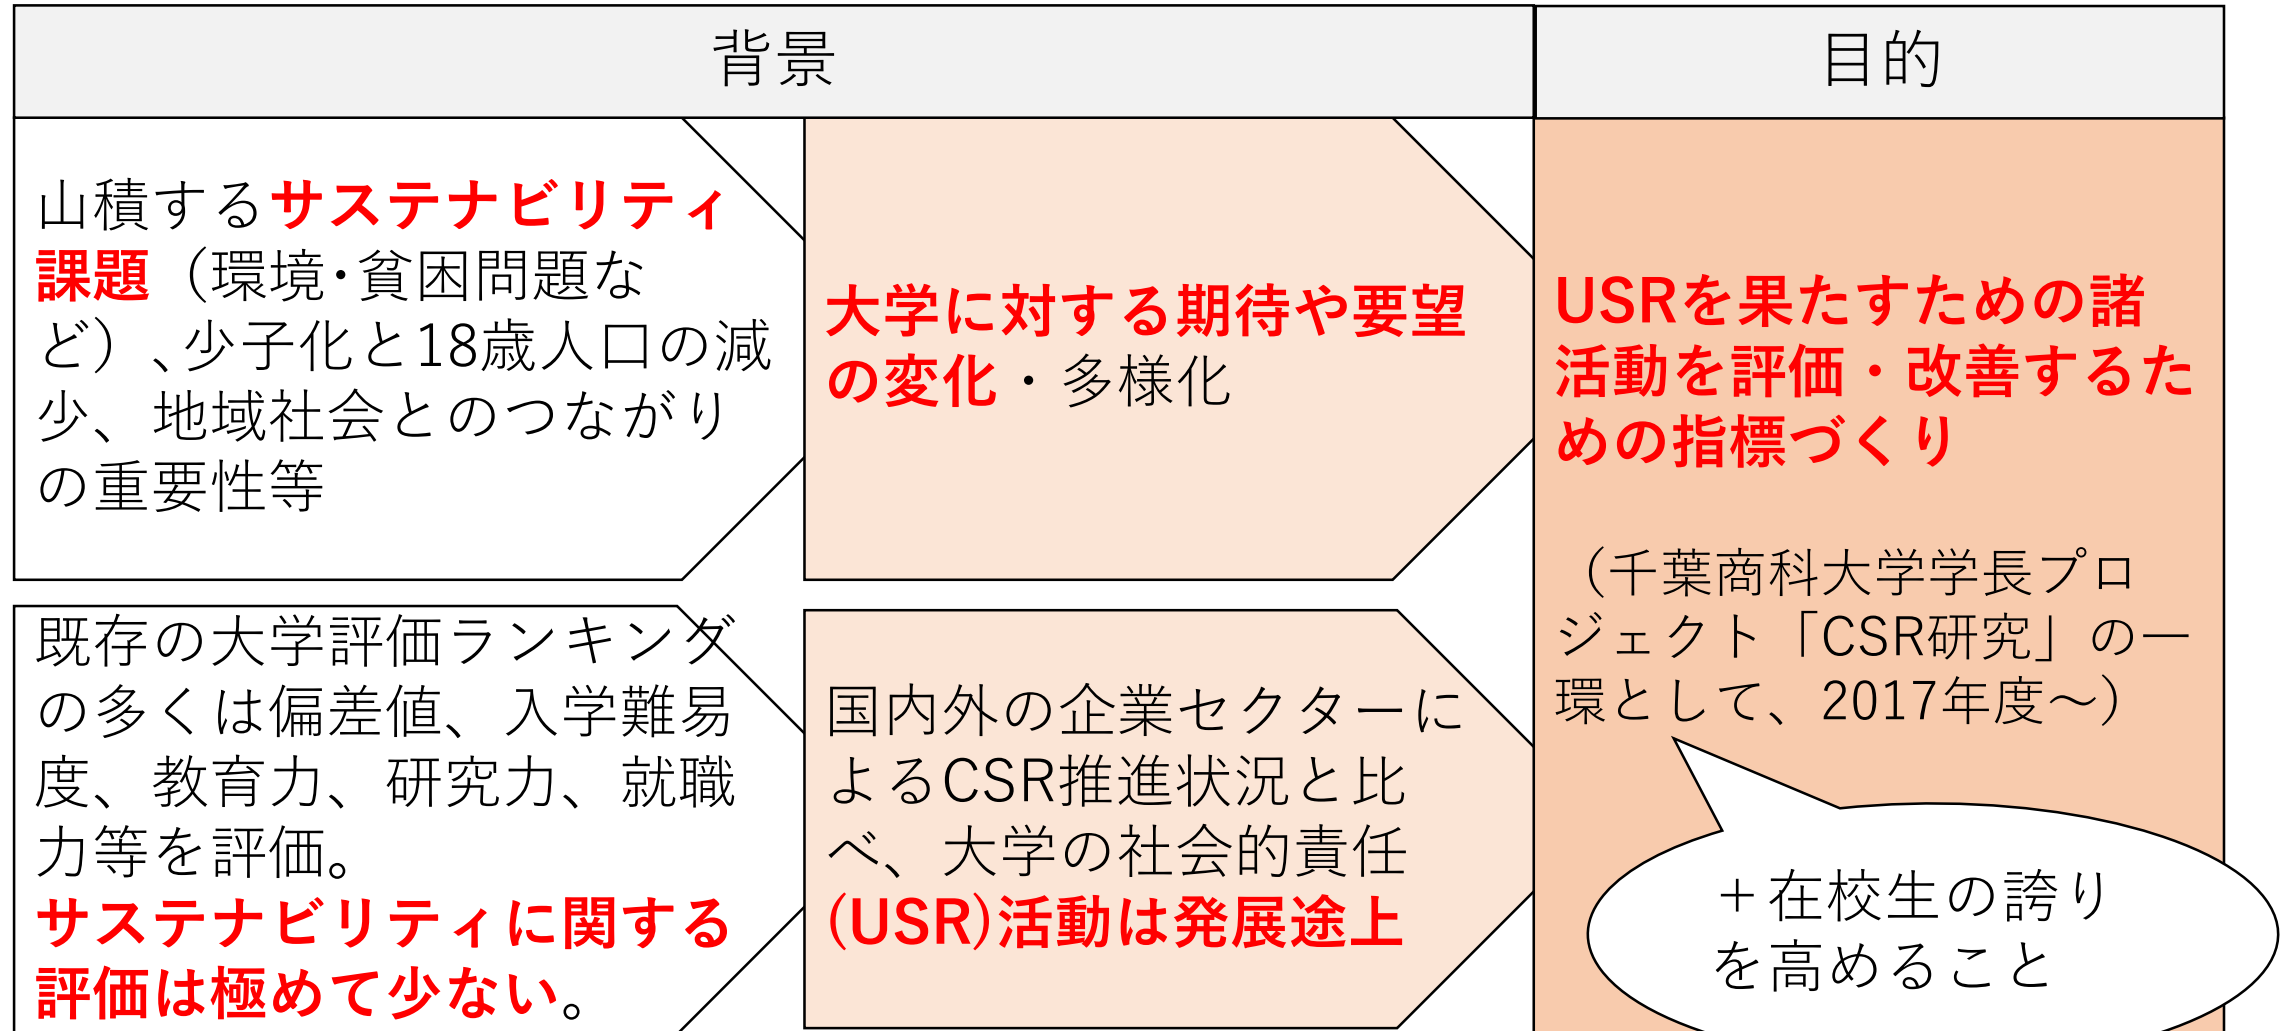 背景
目的
山積するサステナビリティ
課題（環境･貧困問題な
ど）、少子化と18歳人口の減
少、地域社会とのつながり
の重要性等
大学に対する期待や要望
の変化・多様化
既存の大学評価ランキング
の多くは偏差値、入学難易
度、教育力、研究力、就職
力等を評価。
サステナビリティに関する
評価は極めて少ない。
国内外の企業セクターに
よるCSR推進状況と比
べ、大学の社会的責任
(USR)活動は発展途上
USRを果たすための諸
活動を評価・改善するた
めの指標づくり
（千葉商科大学学長プロ
ジェクト「CSR研究」の一
環として、2017年度～）
＋在校生の誇り
を高めること